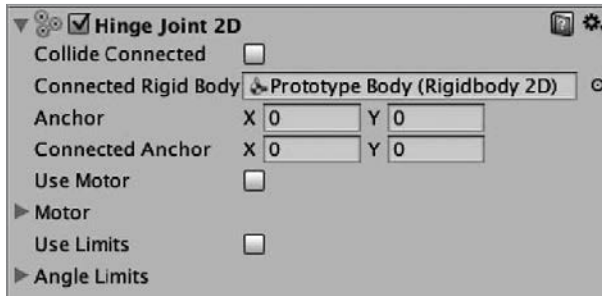 Hinge Joint 2D
Collide Connected
Connected Rigid Body Prototype Body (Rigidbody 2D)
Anchor X 0 Y 0
Connected Anchor X 0 Y 0
Use Motor
Motor
Use Limits
Angle Limits